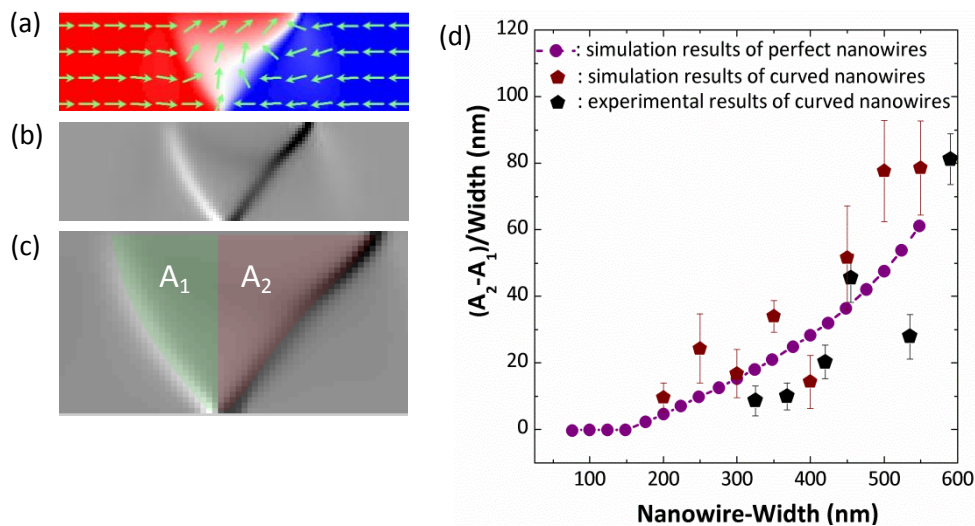 (a)
(b)
(c)
A₁
A₂
(d)
: simulation results of perfect nanowires
: simulation results of curved nanowires
: experimental results of curved nanowires
(A₂-A₁)/Width (nm)
120
100
80
60
40
20
0
100 200 300 400 500 600
Nanowire-Width (nm)